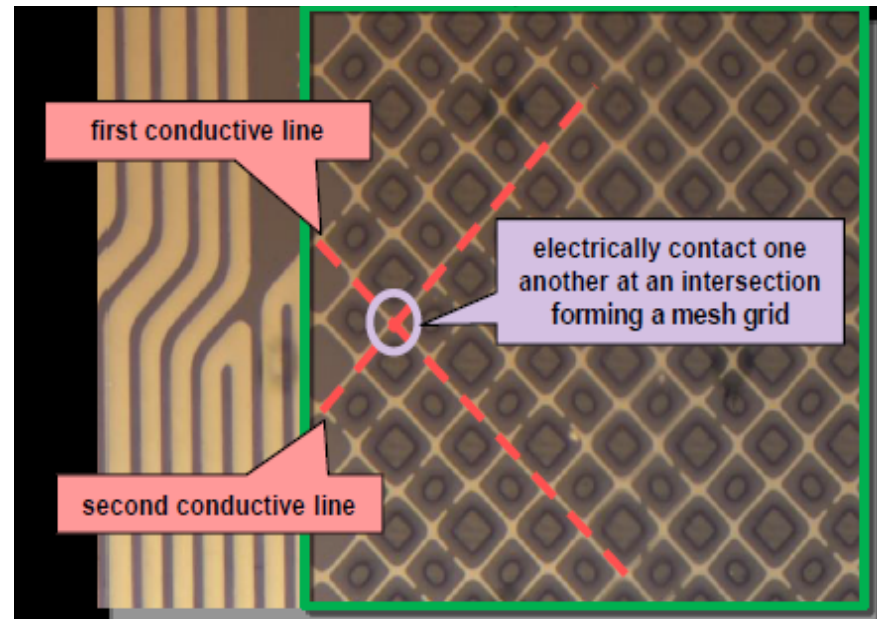 first conductive line
electrically contact one
another at an intersection
forming a mesh grid
second conductive line